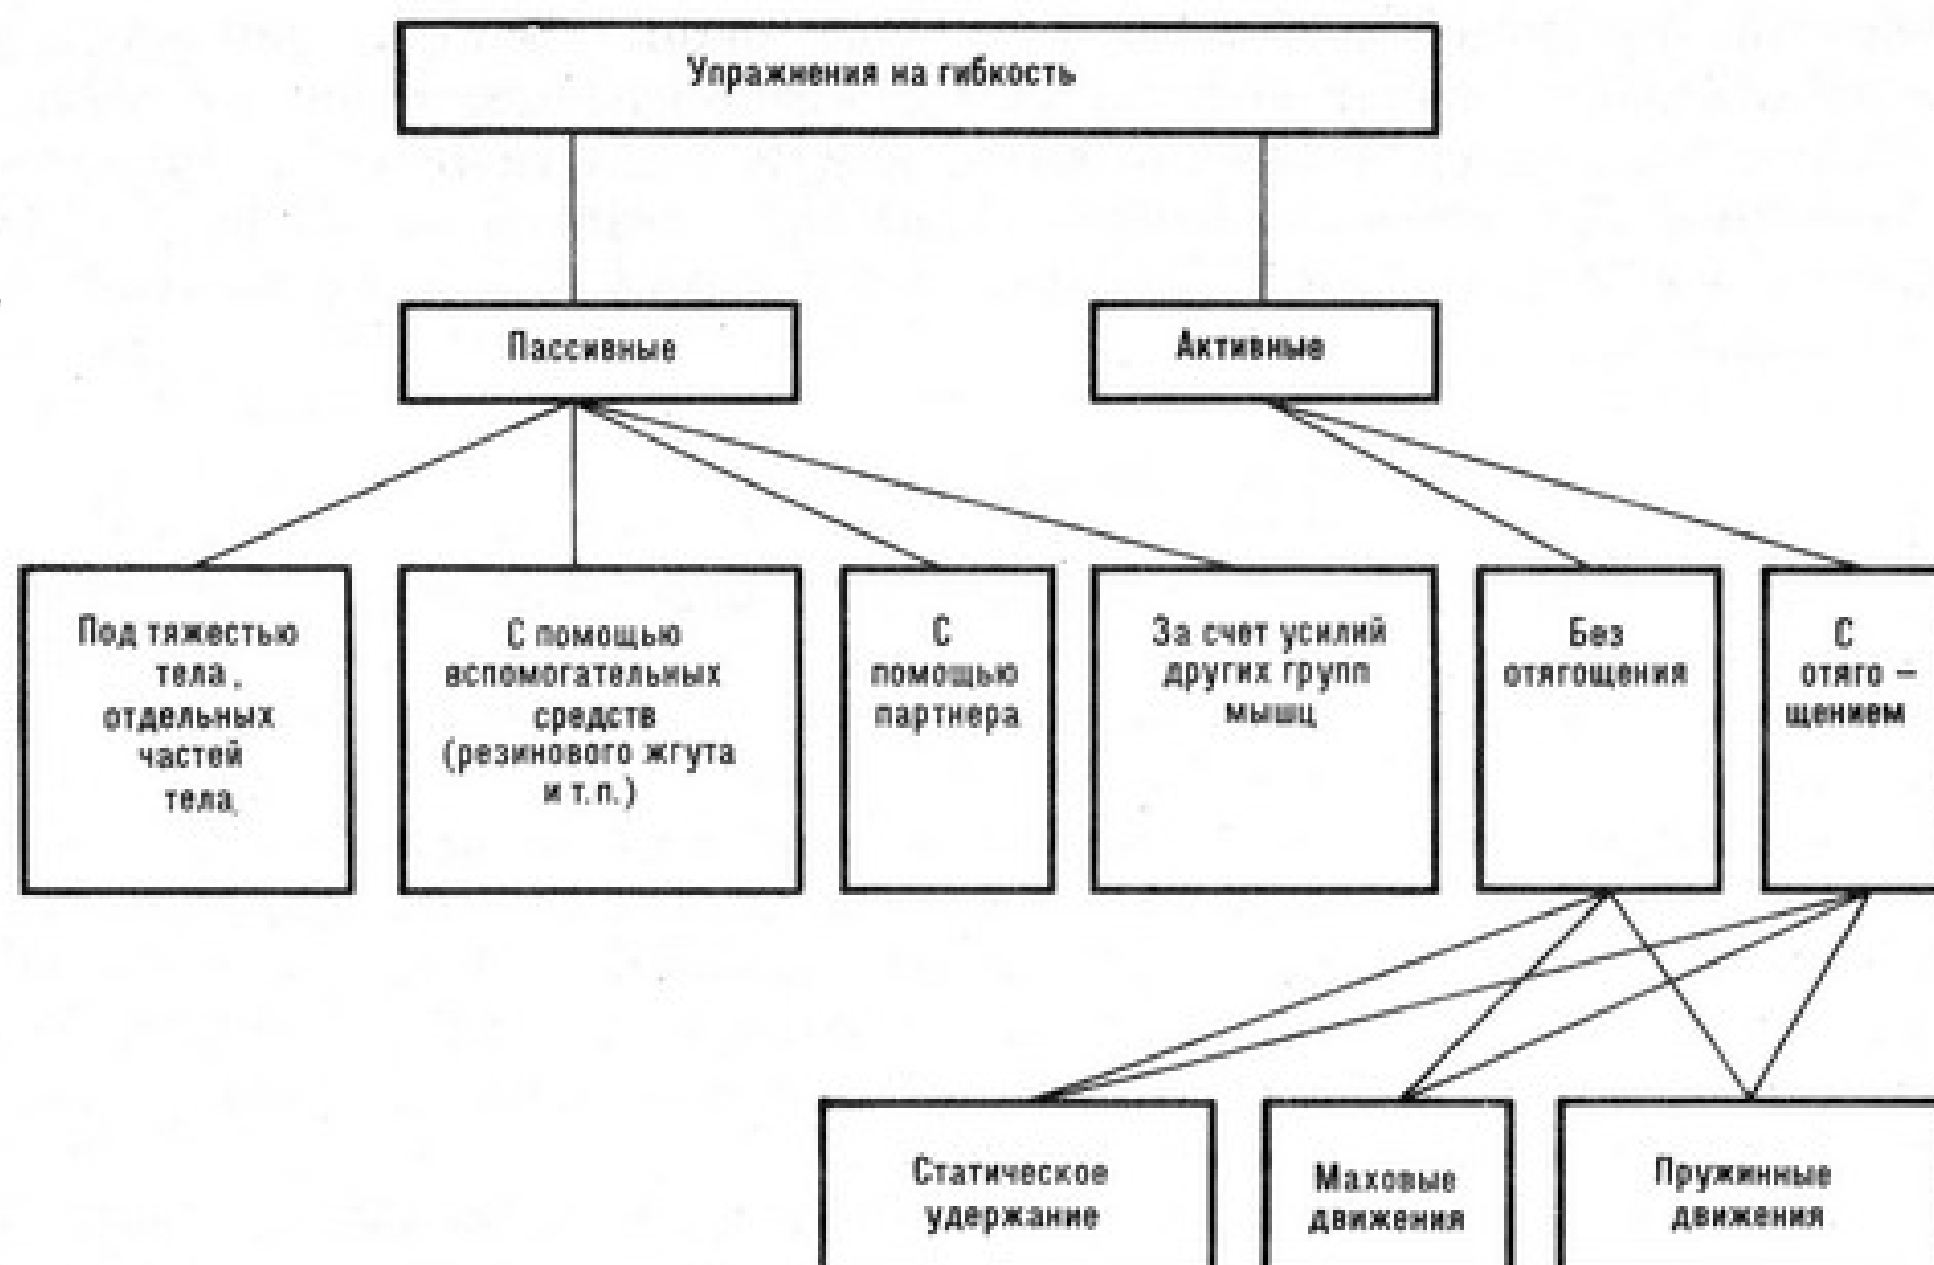 Упражнения на гибкость
Пассивные
Активные
Под тяжестью
тела,
отдельных
частей
тела
С помощью
вспомогательных
средств
(резинового жгута
и т.п.)
С
помощью
партнера
За счет усилий
других групп
мышц
Без
отягощения
С
отяго –
щением
Статическое
удержание
Маховые
движения
Пружинные
движения